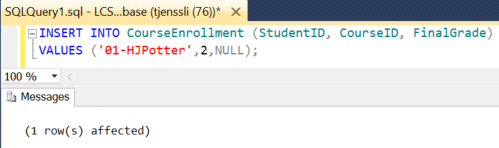 SQLQuery1.sql - LCS...base (tjenssli (76))*
INSERT INTO CourseEnrollment (StudentID, CourseID, FinalGrade)
VALUES ('01-HJPotter',2,NULL);
100 %
Messages
(1 row(s) affected)